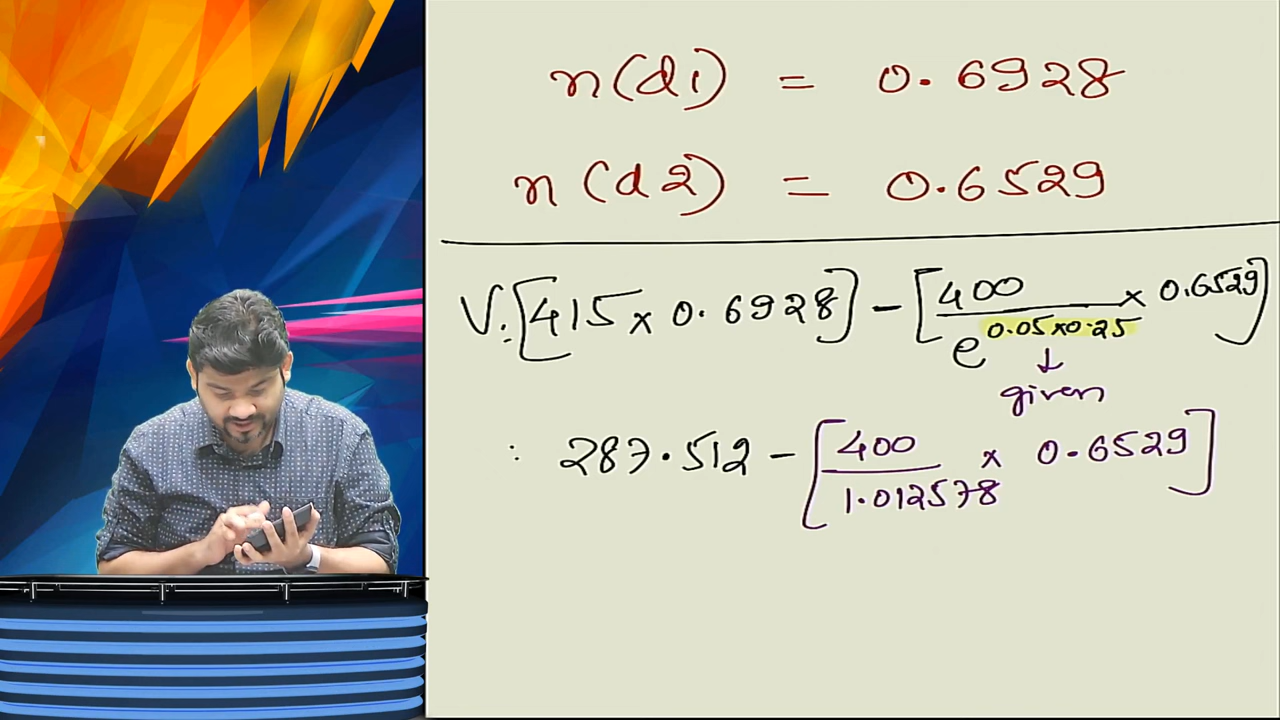 n(d1) = 0.6928
n(d2) = 0.6529
V: [415 x 0.6928] - [400/e^0.05x0.25 x 0.6529]
↓
given
: 287.512 - [400/1.012578 x 0.6529]